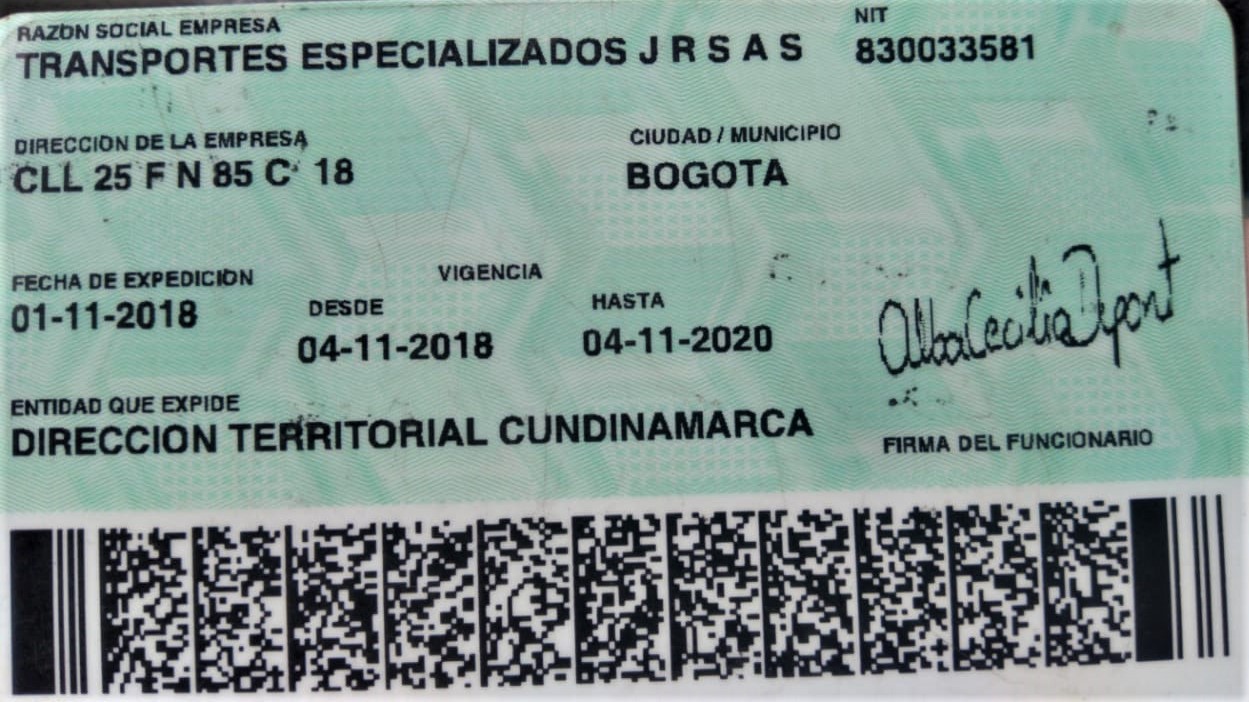 RAZON SOCIAL EMPRESA
TRANSPORTES ESPECIALIZADOS J R S A S
NIT
830033581
DIRECCION DE LA EMPRESA
CLL 25 F N 85 C 18
CIUDAD / MUNICIPIO
BOGOTA
FECHA DE EXPEDICION
01-11-2018
VIGENCIA
DESDE
04-11-2018
HASTA
04-11-2020
ENTIDAD QUE EXPIDE
DIRECCION TERRITORIAL CUNDINAMARCA
Alba Cecilia
FIRMA DEL FUNCIONARIO